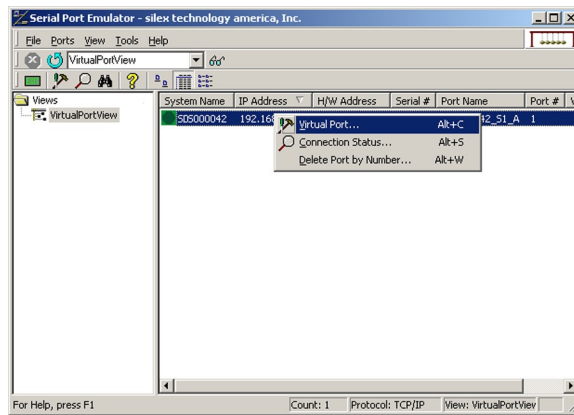 Serial Port Emulator - silex technology america, Inc.
File Ports View Tools Help
VirtualPortView
Views
VirtualPortView
System Name IP Address H/W Address Serial # Port Name Port #
SDS000042 192.16 42_S1_A 1
Virtual Port... Alt+C
Connection Status... Alt+S
Delete Port by Number... Alt+W
For Help, press F1 Count: 1 Protocol: TCP/IP View: VirtualPortView